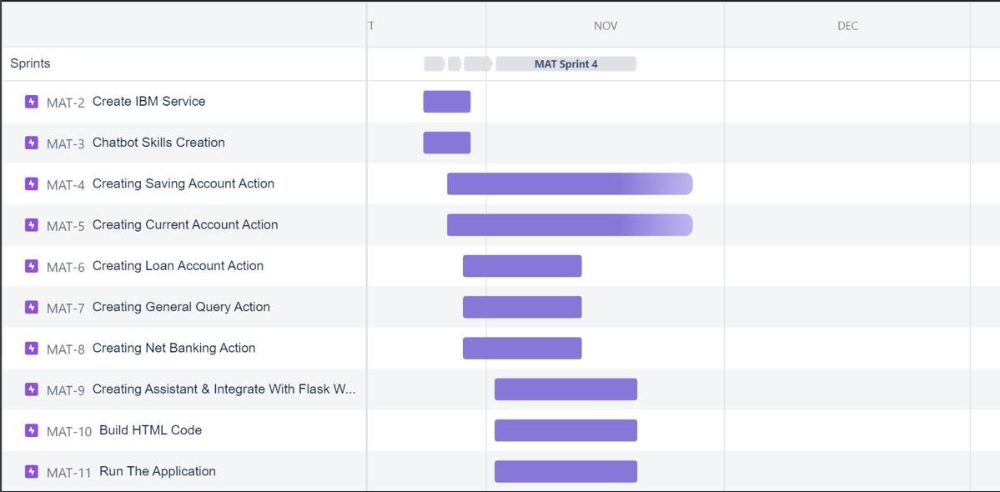 T NOV DEC
Sprints MAT Sprint 4
MAT-2 Create IBM Service
MAT-3 Chatbot Skills Creation
MAT-4 Creating Saving Account Action
MAT-5 Creating Current Account Action
MAT-6 Creating Loan Account Action
MAT-7 Creating General Query Action
MAT-8 Creating Net Banking Action
MAT-9 Creating Assistant & Integrate With Flask W...
MAT-10 Build HTML Code
MAT-11 Run The Application